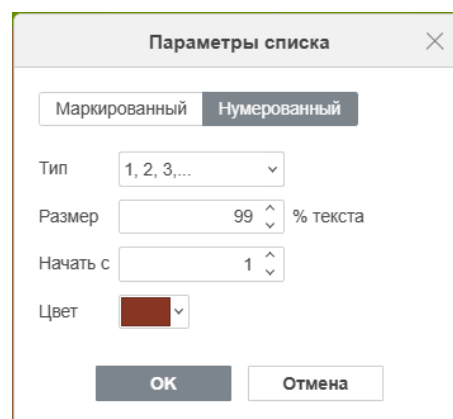 Параметры списка
Маркированный Нумерованный
Тип 1, 2, 3,...
Размер 99 % текста
Начать с 1
Цвет
OK Отмена